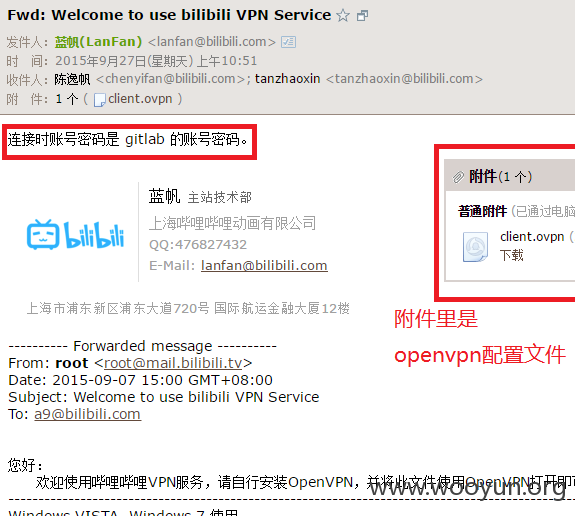 Fwd: Welcome to use bilibili VPN Service
发件人：蓝帆(LanFan) <lanfan@bilibili.com>
时　间：2015年9月27日(星期天) 上午10:51
收件人：陈逸帆 <chenyifan@bilibili.com>; tanzhaoxin <tanzhaoxin@bilibili.com>
附　件：1 个 ( client.ovpn )
连接时账号密码是 gitlab 的账号密码。
附件(1 个)
普通附件 (已通过电脑
client.ovpn (
下载
bilibili
蓝帆 主站技术部
上海哔哩哔哩动画有限公司
QQ:476827432
E-Mail: lanfan@bilibili.com
上海市浦东新区浦东大道720号 国际航运金融大厦12楼
附件里是
openvpn配置文件
---------- Forwarded message ----------
From: root <root@mail.bilibili.tv>
Date: 2015-09-07 15:00 GMT+08:00
Subject: Welcome to use bilibili VPN Service
To: a9@bilibili.com
您好：
欢迎使用哔哩哔哩VPN服务，请自行安装OpenVPN，并将此文件使用OpenVPN打开即可
www.wooyun.org
Windows VISTA, Windows 7 使用